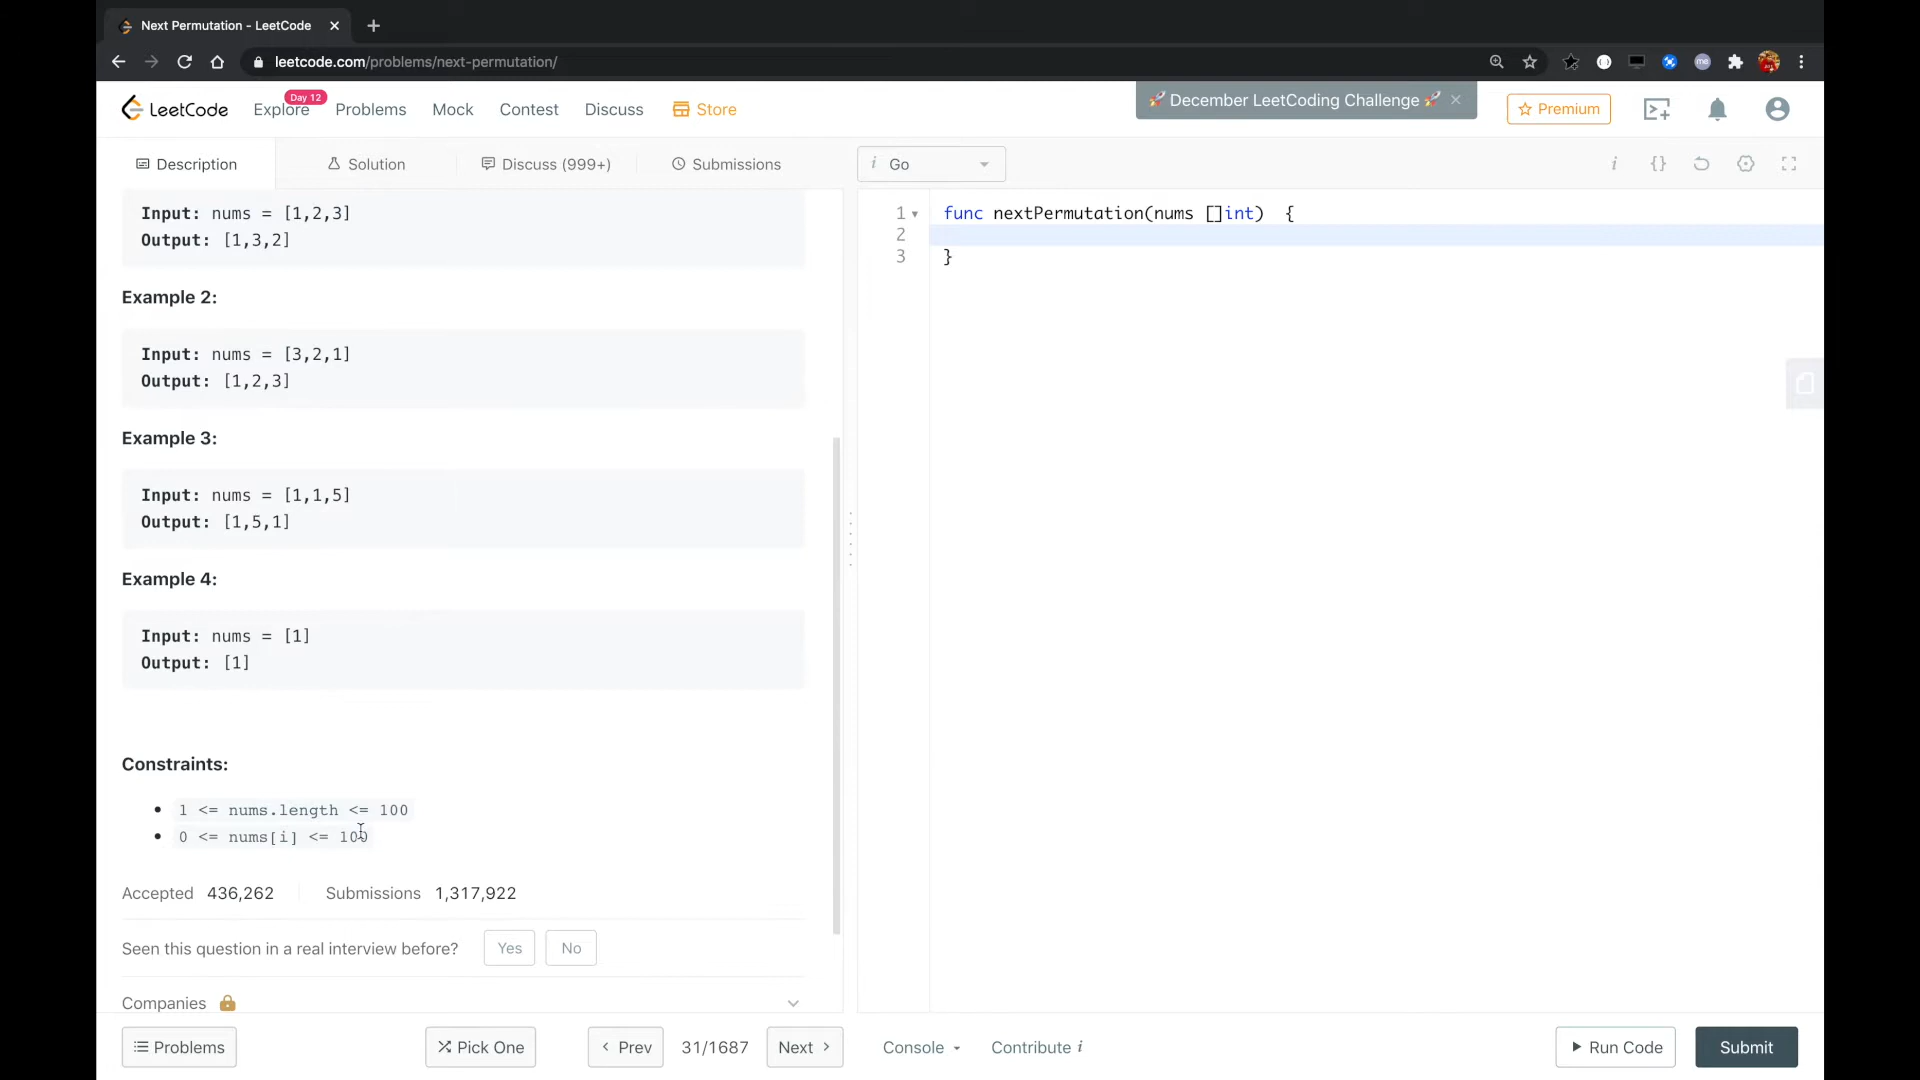 Next Permutation - LeetCode
leetcode.com/problems/next-permutation/
LeetCode Explore Day 12 Problems Mock Contest Discuss Store
🚀 December LeetCoding Challenge 🚀 ×
Premium
Description Solution Discuss (999+) Submissions
i Go
Input: nums = [1,2,3]
Output: [1,3,2]
Example 2:
Input: nums = [3,2,1]
Output: [1,2,3]
Example 3:
Input: nums = [1,1,5]
Output: [1,5,1]
Example 4:
Input: nums = [1]
Output: [1]
Constraints:
• 1 <= nums.length <= 100
• 0 <= nums[i] <= 100
Accepted 436,262 Submissions 1,317,922
Seen this question in a real interview before? Yes No
Companies
Problems Pick One Prev 31/1687 Next
i {}
1 func nextPermutation(nums []int)  {
2
3 }
Console Contribute i Run Code Submit